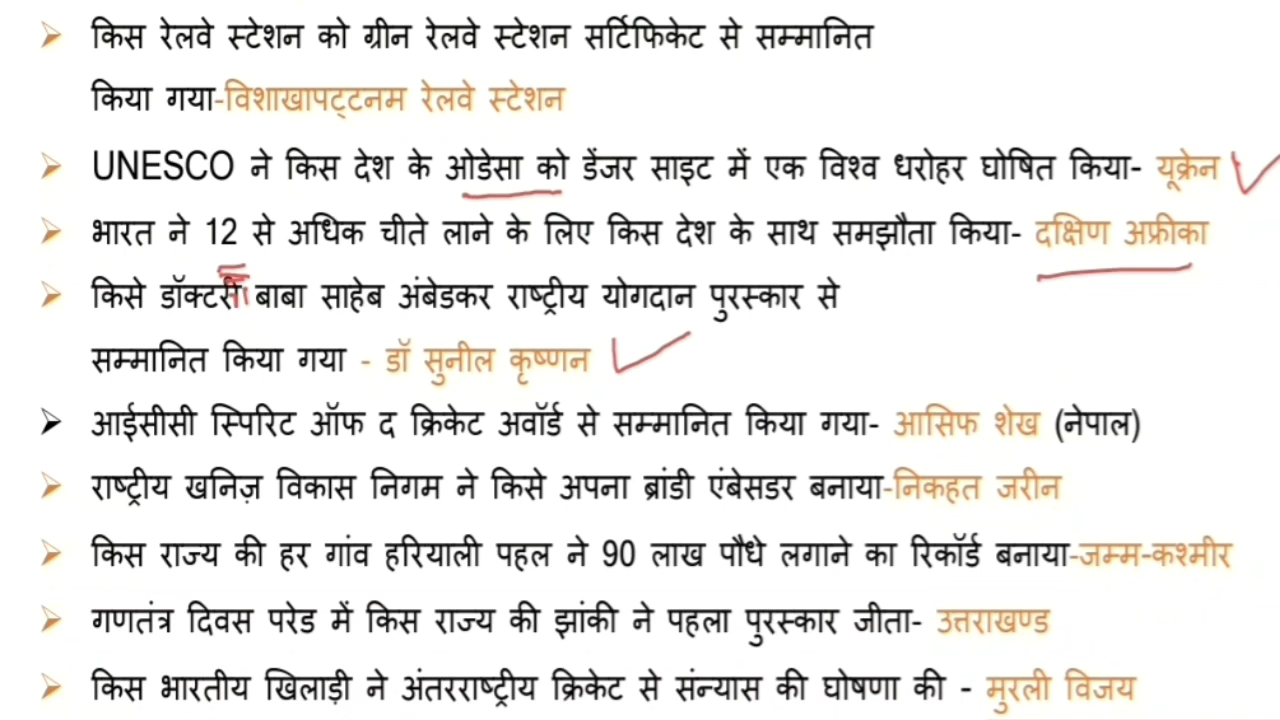 किस रेलवे स्टेशन को ग्रीन रेलवे स्टेशन सर्टिफिकेट से सम्मानित
किया गया-विशाखापट्टनम रेलवे स्टेशन
UNESCO ने किस देश के ओडेसा को डेंजर साइट में एक विश्व धरोहर घोषित किया- यूक्रेन
भारत ने 12 से अधिक चीते लाने के लिए किस देश के साथ समझौता किया- दक्षिण अफ्रीका
किसे डॉक्टर बाबा साहेब अंबेडकर राष्ट्रीय योगदान पुरस्कार से
सम्मानित किया गया - डॉ सुनील कृष्णन
आईसीसी स्पिरिट ऑफ द क्रिकेट अवॉर्ड से सम्मानित किया गया- आसिफ शेख (नेपाल)
राष्ट्रीय खनिज़ विकास निगम ने किसे अपना ब्रांडी एंबेसडर बनाया-निकहत जरीन
किस राज्य की हर गांव हरियाली पहल ने 90 लाख पौधे लगाने का रिकॉर्ड बनाया-जम्म-कश्मीर
गणतंत्र दिवस परेड में किस राज्य की झांकी ने पहला पुरस्कार जीता- उत्तराखण्ड
किस भारतीय खिलाड़ी ने अंतरराष्ट्रीय क्रिकेट से संन्यास की घोषणा की - मुरली विजय